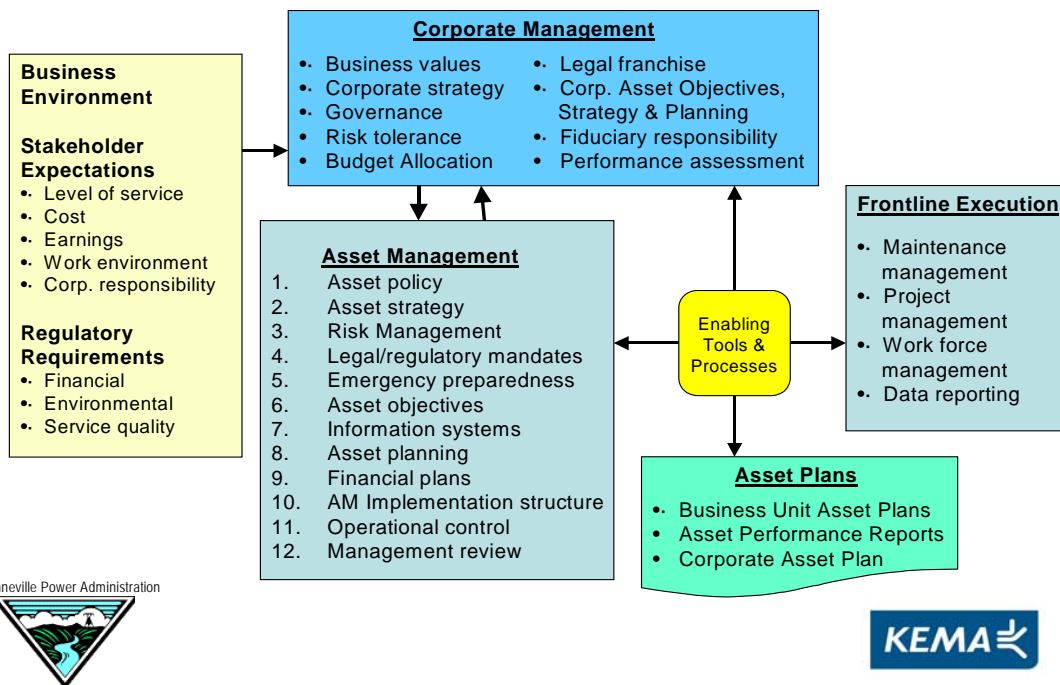 Business
Environment
Stakeholder
Expectations
•· Level of service
•· Cost
•· Earnings
•· Work environment
•· Corp. responsibility
Regulatory
Requirements
•· Financial
•· Environmental
•· Service quality
Corporate Management
•· Business values
•· Corporate strategy
•· Governance
• Risk tolerance
• Budget Allocation
•· Legal franchise
•· Corp. Asset Objectives,
Strategy & Planning
•· Fiduciary responsibility
• Performance assessment
Asset Management
1. Asset policy
2. Asset strategy
3. Risk Management
4. Legal/regulatory mandates
5. Emergency preparedness
6. Asset objectives
7. Information systems
8. Asset planning
9. Financial plans
10. AM Implementation structure
11. Operational control
12. Management review
Enabling
Tools &
Processes
Frontline Execution
•· Maintenance
management
•· Project
management
•· Work force
management
•· Data reporting
Asset Plans
•· Business Unit Asset Plans
• Asset Performance Reports
• Corporate Asset Plan
nneville Power Administration
KEMA